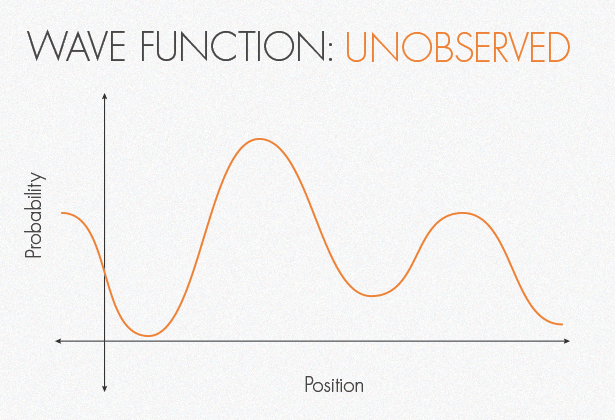 WAVE FUNCTION: UNOBSERVED
Probability
Position